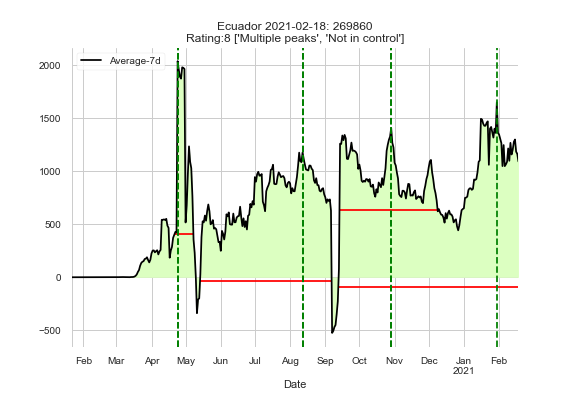 Ecuador 2021-02-18: 269860
Rating:8 ['Multiple peaks', 'Not in control']
Average-7d
2000
1500
1000
500
0
−500
Feb Mar Apr May Jun Jul Aug Sep Oct Nov Dec Jan Feb
2021
Date